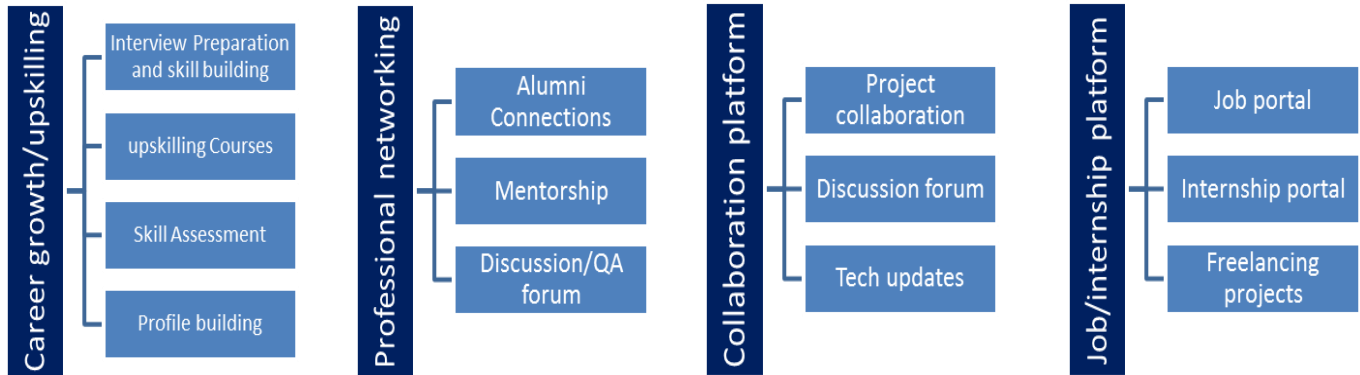 Career growth/upskilling
Interview Preparation
and skill building
upskilling Courses
Skill Assessment
Profile building
Professional networking
Alumni
Connections
Mentorship
Discussion/QA
forum
Collaboration platform
Project
collaboration
Discussion forum
Tech updates
Job/internship platform
Job portal
Internship portal
Freelancing
projects